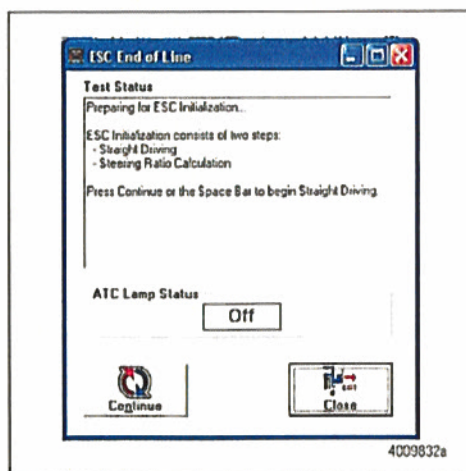 ESC End of Line
Test Status
Preparing for ESC Initialization...
ESC Initialization consists of two steps:
- Straight Driving
- Steering Ratio Calculation
Press Continue or the Space Bar to begin Straight Driving.
ATC Lamp Status
Off
Continue
Close
4009832a